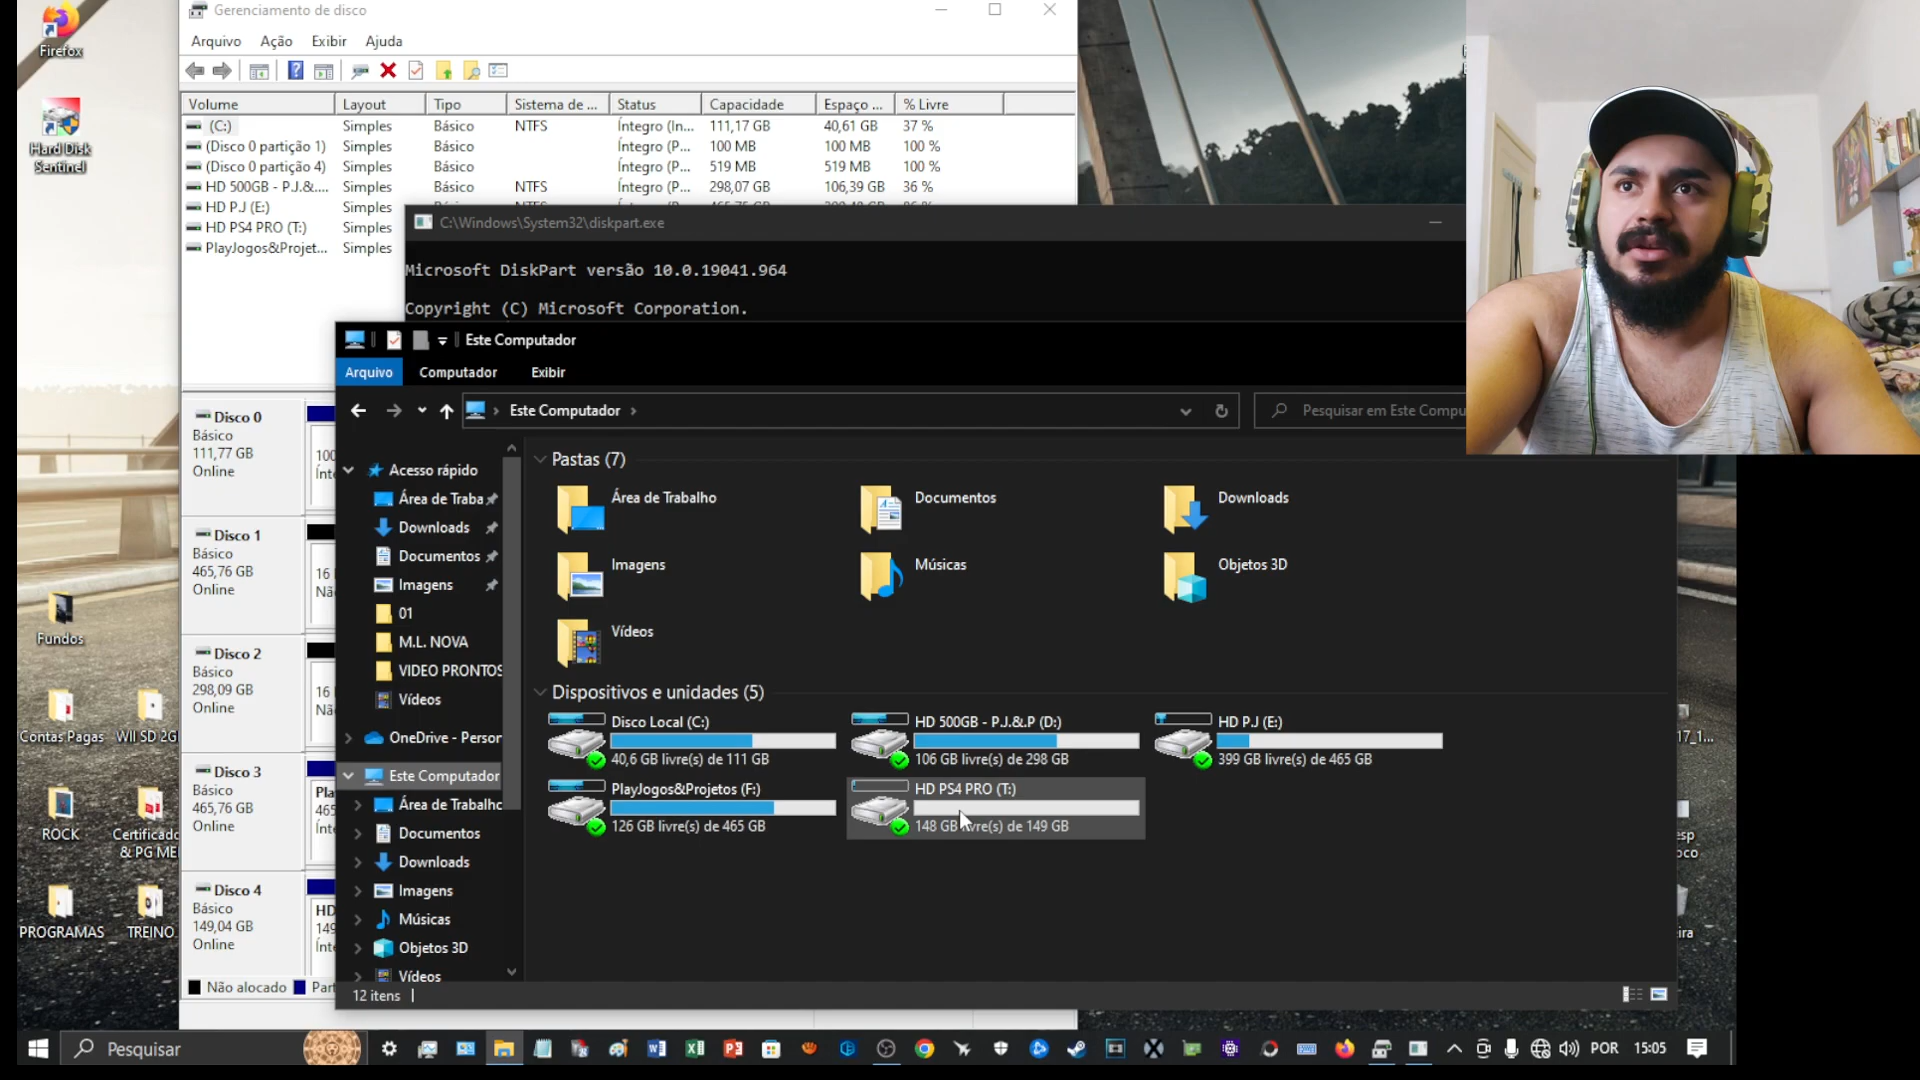 Firefox
Hard Disk
Sentinel
Fundos
Contas Pagas
WII SD 2G
ROCK
Certificado
& PG MEI
PROGRAMAS
TREINO
Gerenciamento de disco
Arquivo Ação Exibir Ajuda
Volume Layout Tipo Sistema de ... Status Capacidade Espaço ... % Livre
(C:) Simples Básico NTFS Íntegro (In... 111,17 GB 40,61 GB 37 %
(Disco 0 partição 1) Simples Básico Íntegro (P... 100 MB 100 MB 100 %
(Disco 0 partição 4) Simples Básico Íntegro (P... 519 MB 519 MB 100 %
HD 500GB - P.J.&.... Simples Básico NTFS Íntegro (P... 298,07 GB 106,39 GB 36 %
HD P.J (E:) Simples
HD PS4 PRO (T:) Simples
PlayJogos&Projet... Simples
Disco 0
Básico
111,77 GB
Online
Disco 1
Básico
465,76 GB
Online
Disco 2
Básico
298,09 GB
Online
Disco 3
Básico
465,76 GB
Online
Disco 4
Básico
149,04 GB
Online
Não alocado
C:\Windows\System32\diskpart.exe
Microsoft DiskPart versão 10.0.19041.964
Copyright (C) Microsoft Corporation.
Este Computador
Arquivo Computador Exibir
Este Computador
Pesquisar em Este Compu
Acesso rápido
Área de Traba
Downloads
Documentos
Imagens
01
M.L. NOVA
VIDEO PRONTOS
Vídeos
OneDrive - Person
Este Computador
Área de Trabalho
Documentos
Downloads
Imagens
Músicas
Objetos 3D
Vídeos
Pastas (7)
Área de Trabalho
Documentos
Downloads
Imagens
Músicas
Objetos 3D
Vídeos
Dispositivos e unidades (5)
Disco Local (C:)
40,6 GB livre(s) de 111 GB
HD 500GB - P.J.&.P (D:)
106 GB livre(s) de 298 GB
HD P.J (E:)
399 GB livre(s) de 465 GB
PlayJogos&Projetos (F:)
126 GB livre(s) de 465 GB
HD PS4 PRO (T:)
148 GB livre(s) de 149 GB
12 itens
Pesquisar
POR
15:05